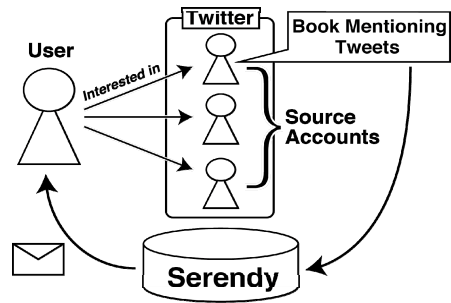 Twitter
Book Mentioning
Tweets
User
Interested in
Source
Accounts
Serendy